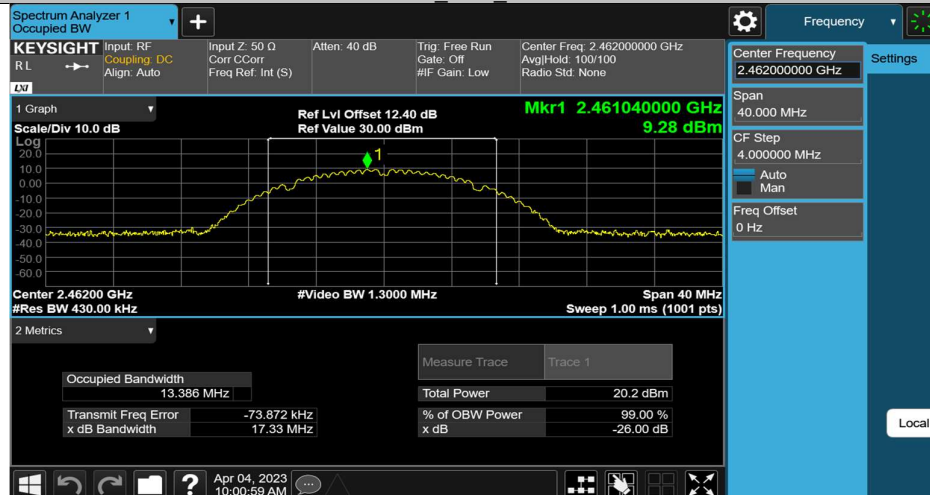 Spectrum Analyzer 1
Occupied BW
+
Frequency
KEYSIGHT
R L
LXI
Input: RF
Coupling: DC
Align: Auto
Input Z: 50 Ω
Corr CCorr
Freq Ref: Int (S)
Atten: 40 dB
Trig: Free Run
Gate: Off
#IF Gain: Low
Center Freq: 2.462000000 GHz
Avg|Hold: 100/100
Radio Std: None
1 Graph
Scale/Div 10.0 dB
Ref Lvl Offset 12.40 dB
Ref Value 30.00 dBm
Mkr1 2.461040000 GHz
9.28 dBm
Log
20.0
10.0
0.00
-10.0
-20.0
-30.0
-40.0
-50.0
-60.0
1
Center 2.46200 GHz
#Res BW 430.00 kHz
#Video BW 1.3000 MHz
Span 40 MHz
Sweep 1.00 ms (1001 pts)
2 Metrics
Measure Trace Trace 1
Occupied Bandwidth
13.386 MHz
Total Power 20.2 dBm
Transmit Freq Error -73.872 kHz
% of OBW Power 99.00 %
x dB Bandwidth 17.33 MHz
x dB -26.00 dB
Center Frequency
2.462000000 GHz
Span
40.000 MHz
CF Step
4.000000 MHz
Auto
Man
Freq Offset
0 Hz
Settings
Local
?
Apr 04, 2023
10:00:59 AM